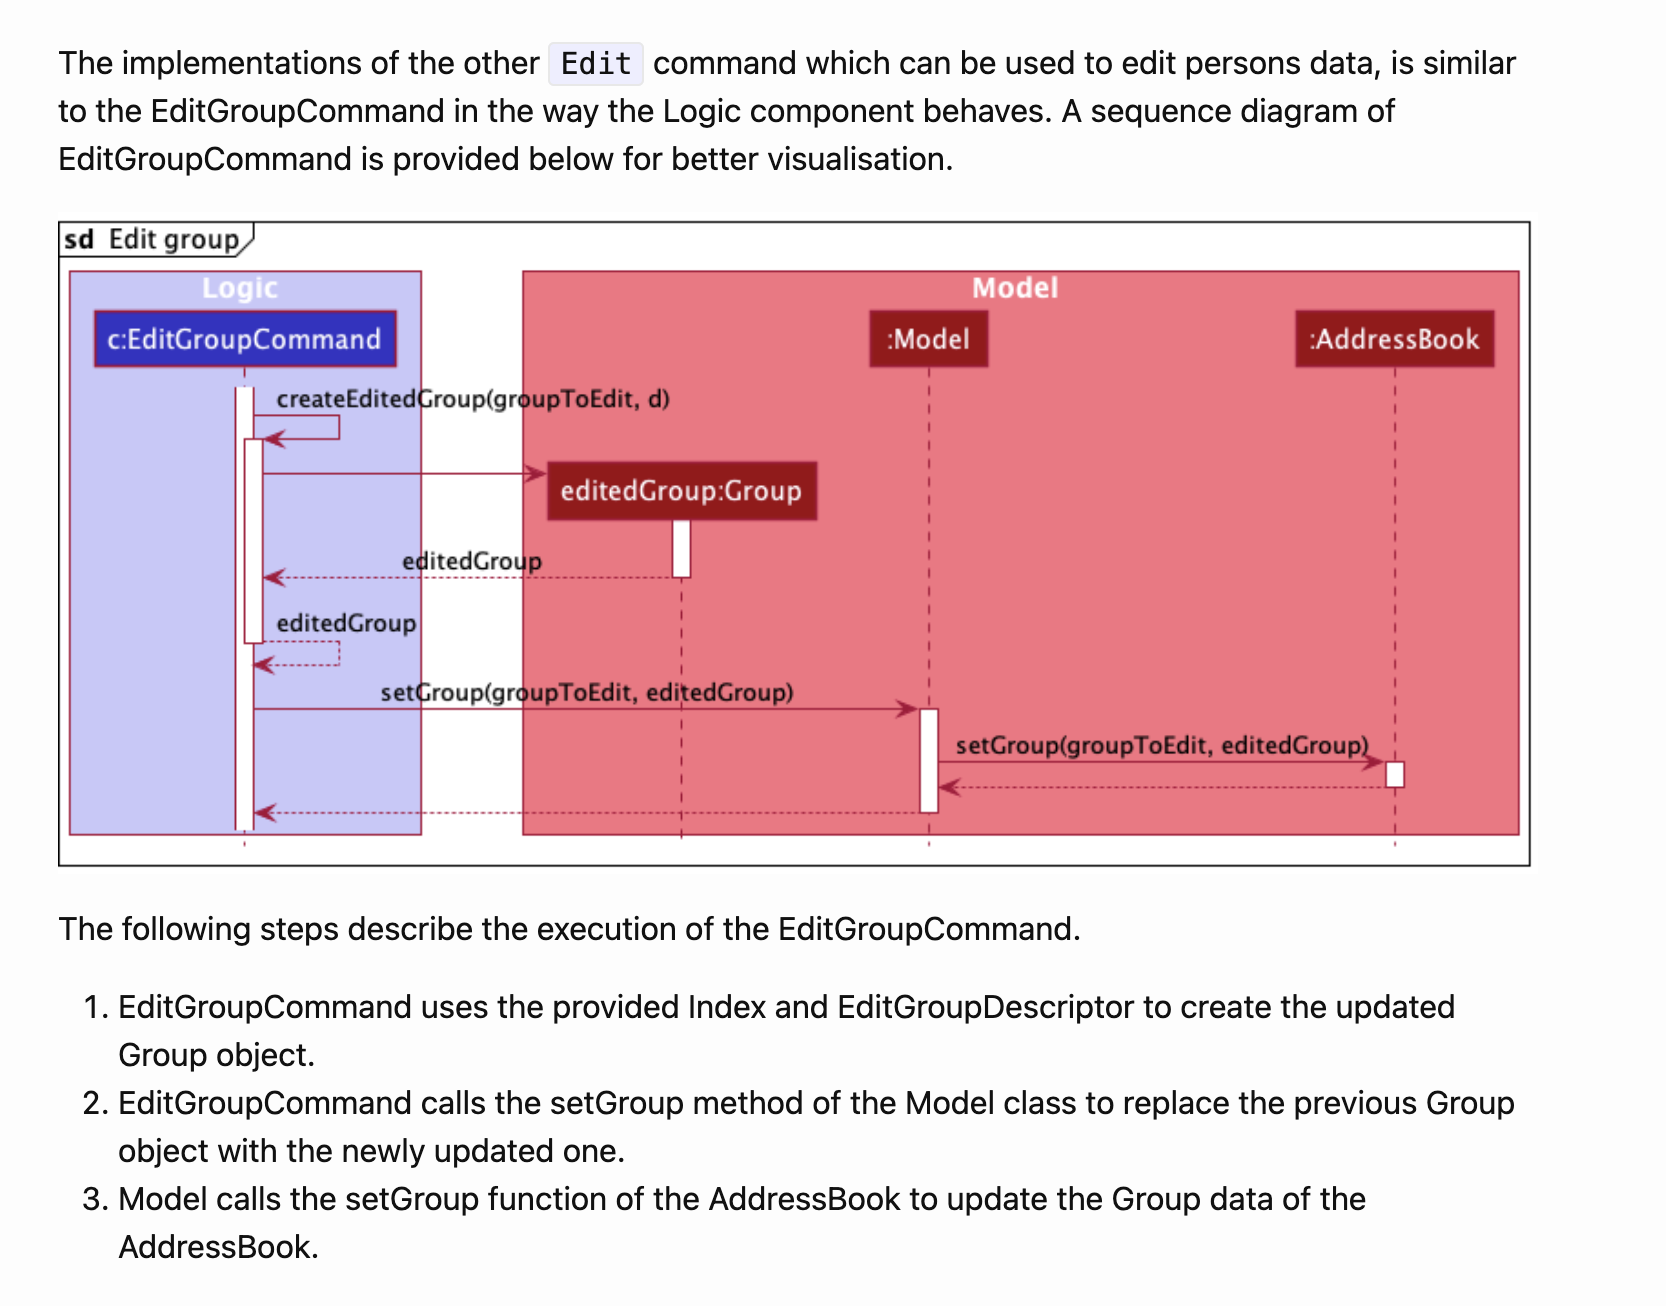 The implementations of the other Edit command which can be used to edit persons data, is similar
to the EditGroupCommand in the way the Logic component behaves. A sequence diagram of
EditGroupCommand is provided below for better visualisation.
sd Edit group
Logic
Model
c:EditGroupCommand
:Model
:AddressBook
createEditedGroup(groupToEdit, d)
editedGroup:Group
editedGroup
editedGroup
setGroup(groupToEdit, editedGroup)
setGroup(groupToEdit, editedGroup)
The following steps describe the execution of the EditGroupCommand.
1. EditGroupCommand uses the provided Index and EditGroupDescriptor to create the updated
Group object.
2. EditGroupCommand calls the setGroup method of the Model class to replace the previous Group
object with the newly updated one.
3. Model calls the setGroup function of the AddressBook to update the Group data of the
AddressBook.